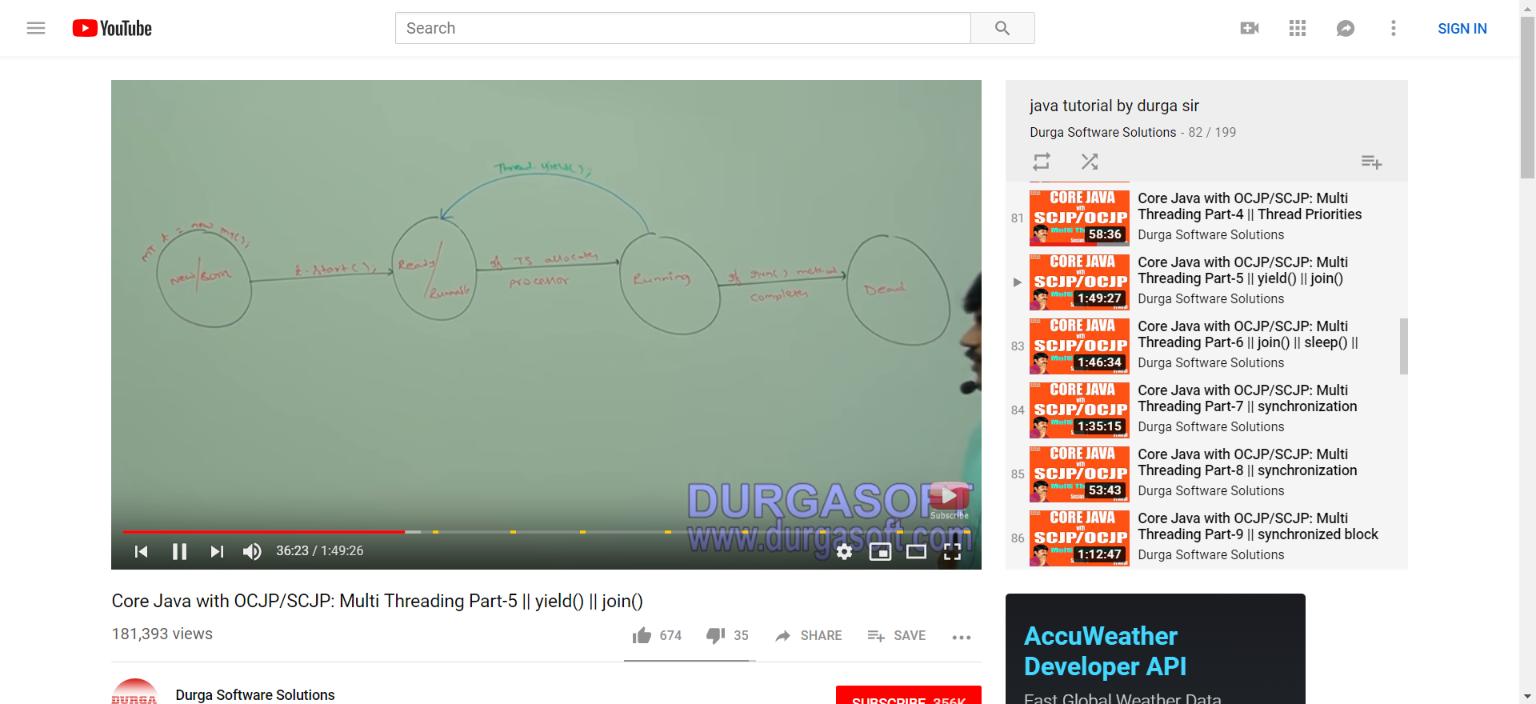 YouTube
Search
SIGN IN
Thread.yield();
MT t = new MT();
New/Born
t.start();
Ready/
Runnable
if TS allocates
processor
Running
if run() method
completes
Dead
DURGASOFT
www.durgasoft.com
Subscribe
36:23 / 1:49:26
Core Java with OCJP/SCJP: Multi Threading Part-5 || yield() || join()
181,393 views
674
35
SHARE
SAVE
DURGA
Durga Software Solutions
SUBSCRIBE 356K
java tutorial by durga sir
Durga Software Solutions - 82 / 199
81
CORE JAVA
with
SCJP/OCJP
58:36
Core Java with OCJP/SCJP: Multi
Threading Part-4 || Thread Priorities
Durga Software Solutions
CORE JAVA
with
SCJP/OCJP
1:49:27
Core Java with OCJP/SCJP: Multi
Threading Part-5 || yield() || join()
Durga Software Solutions
83
CORE JAVA
with
SCJP/OCJP
1:46:34
Core Java with OCJP/SCJP: Multi
Threading Part-6 || join() || sleep() ||
Durga Software Solutions
84
CORE JAVA
with
SCJP/OCJP
1:35:15
Core Java with OCJP/SCJP: Multi
Threading Part-7 || synchronization
Durga Software Solutions
85
CORE JAVA
with
SCJP/OCJP
53:43
Core Java with OCJP/SCJP: Multi
Threading Part-8 || synchronization
Durga Software Solutions
86
CORE JAVA
with
SCJP/OCJP
1:12:47
Core Java with OCJP/SCJP: Multi
Threading Part-9 || synchronized block
Durga Software Solutions
AccuWeather
Developer API
Fast Global Weather Data